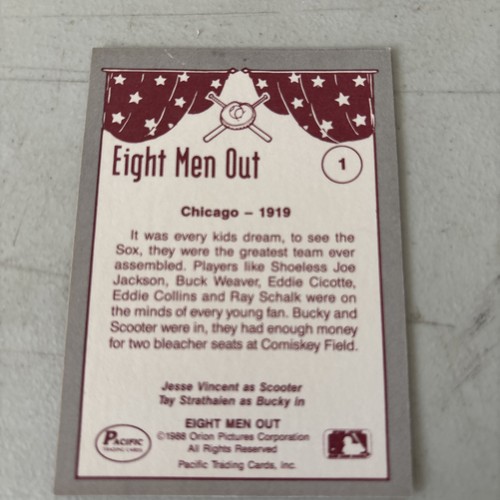 Eight Men Out
1
Chicago – 1919
It was every kids dream, to see the
Sox, they were the greatest team ever
assembled. Players like Shoeless Joe
Jackson, Buck Weaver, Eddie Cicotte,
Eddie Collins and Ray Schalk were on
the minds of every young fan. Bucky and
Scooter were in, they had enough money
for two bleacher seats at Comiskey Field.
Jesse Vincent as Scooter
Tay Strathaien as Bucky in
EIGHT MEN OUT
©1988 Orion Pictures Corporation
All Rights Reserved
Pacific Trading Cards, Inc.
PACIFIC
TRADING CARDS